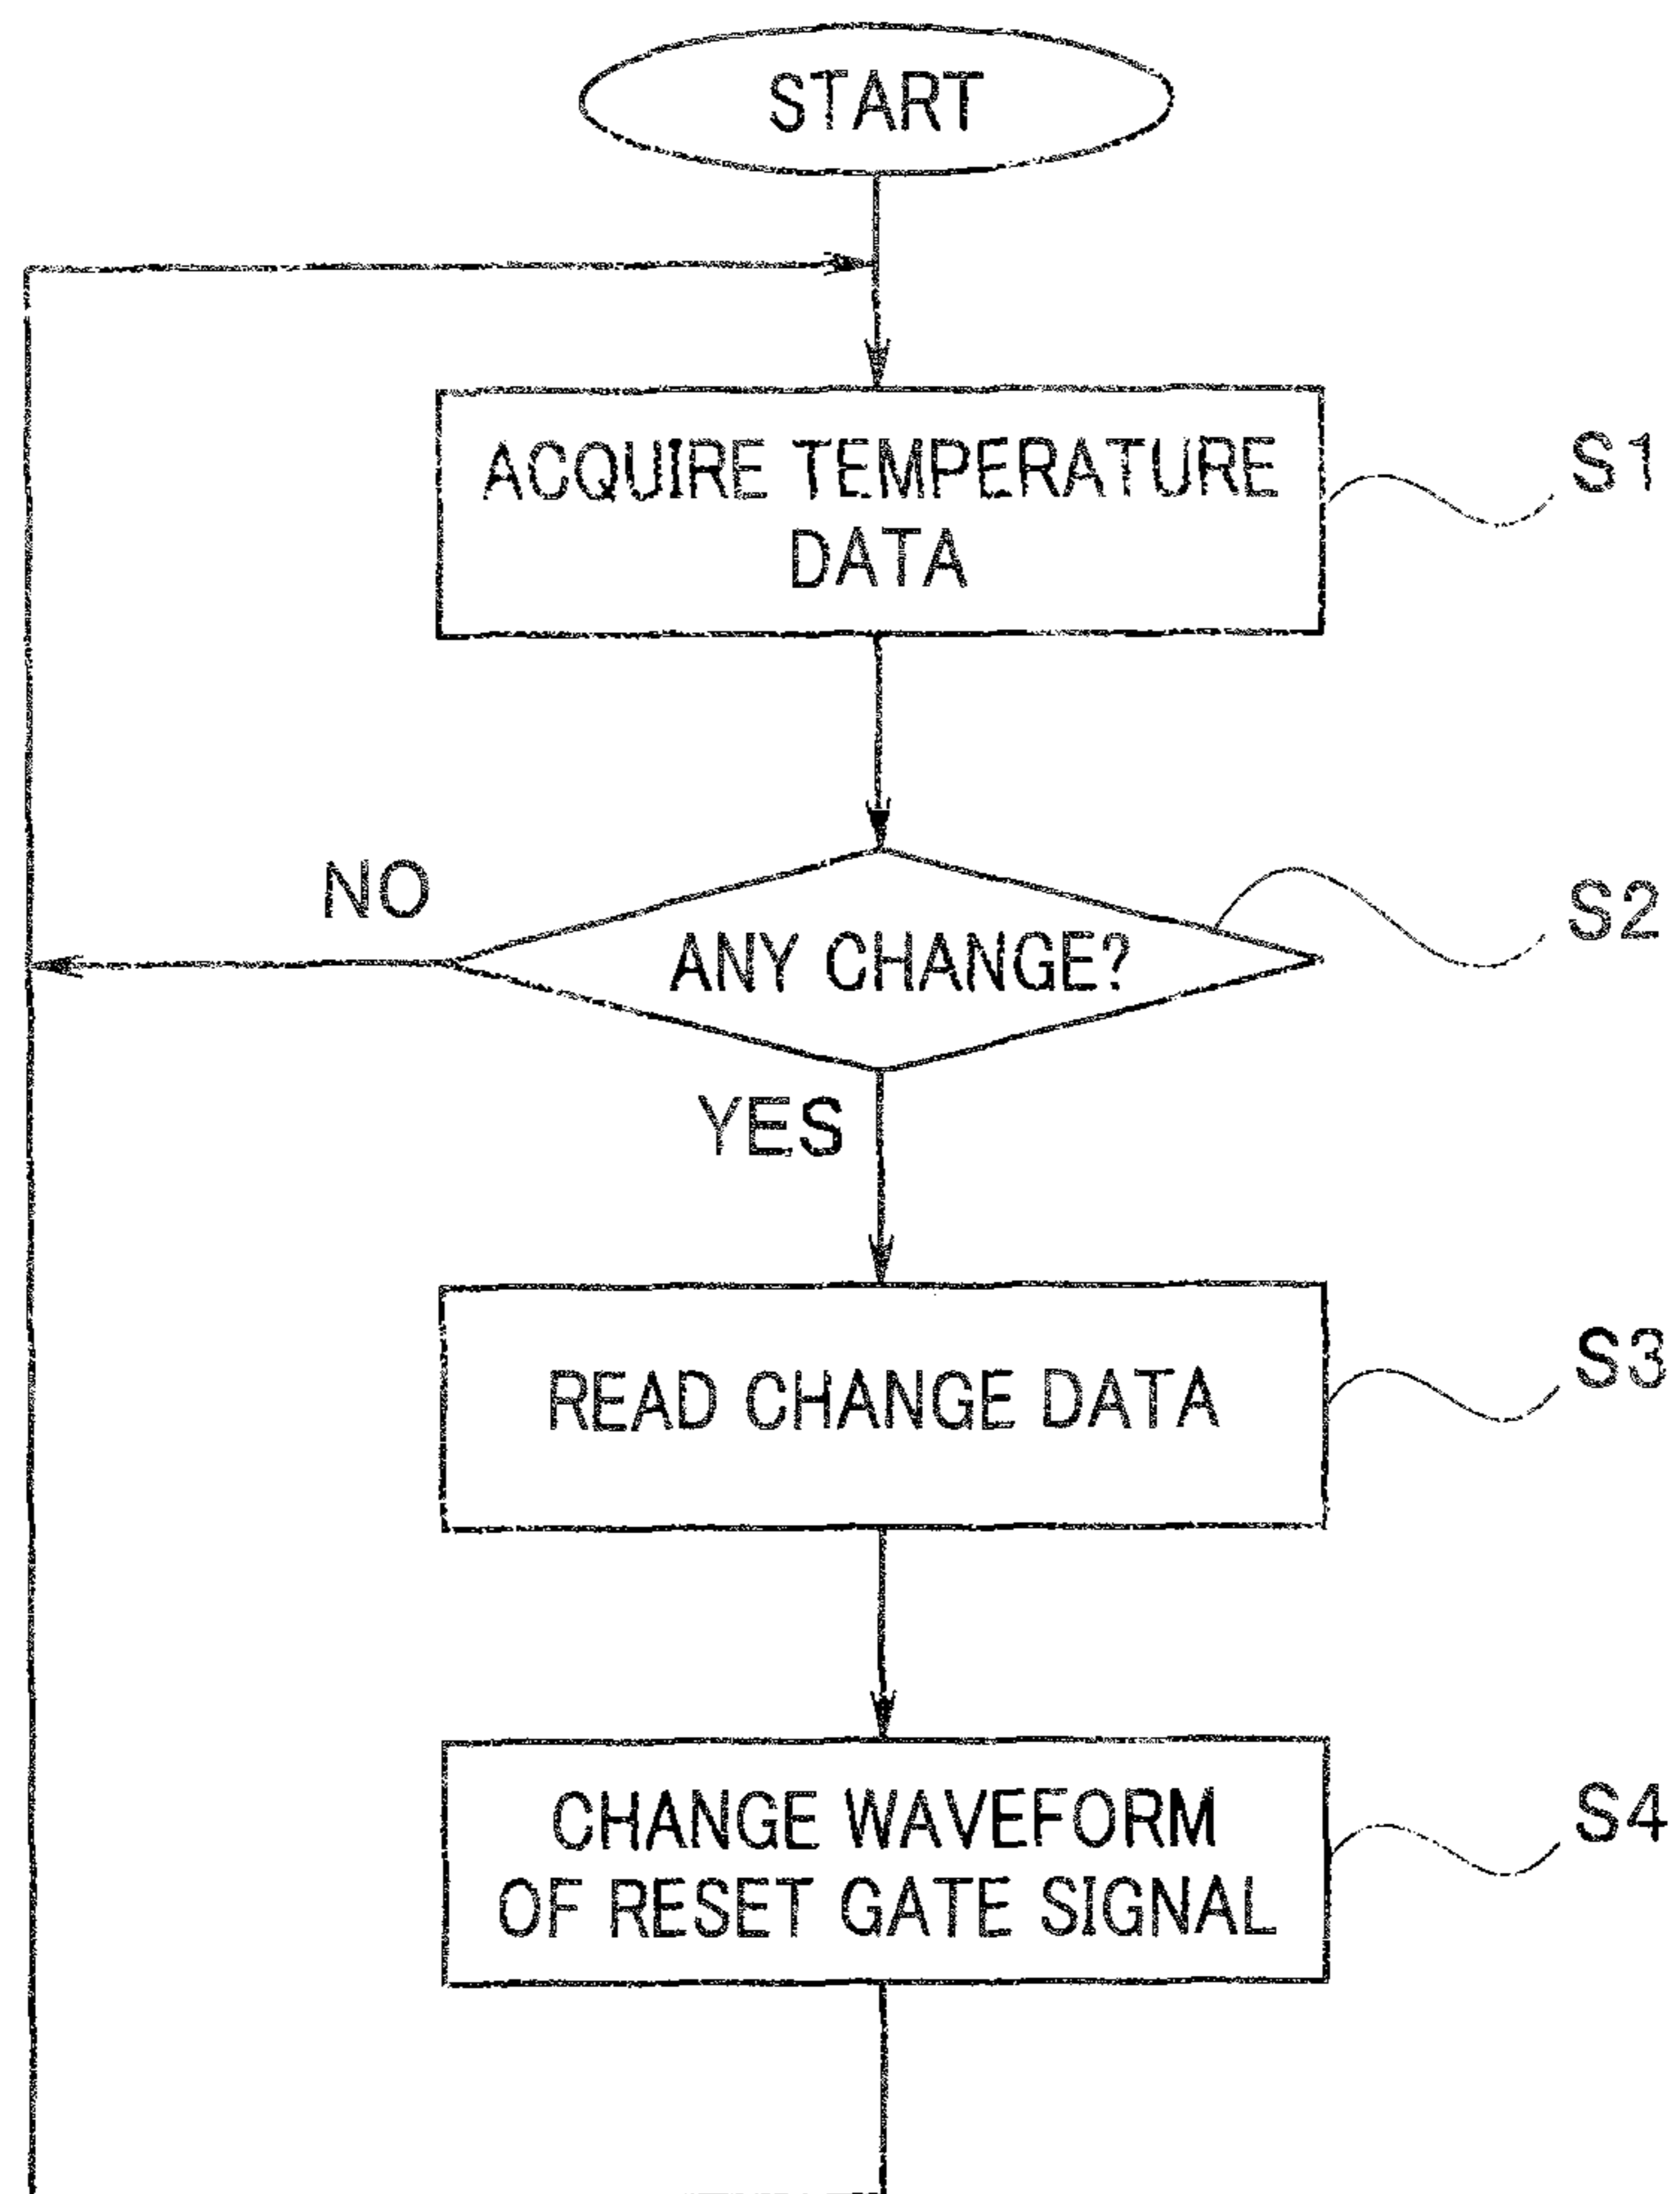 START
ACQUIRE TEMPERATURE
DATA
S1
NO
ANY CHANGE?
S2
YES
READ CHANGE DATA
S3
CHANGE WAVEFORM
OF RESET GATE SIGNAL
S4